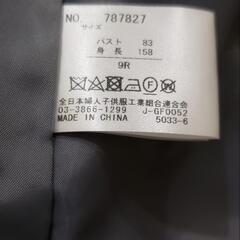 NO. 787827
サイズ
バスト 83
身長 158
9R
全日本婦人子供服工業組合連合会
03-3866-1299 J-GF0052
MADE IN CHINA 5033-6